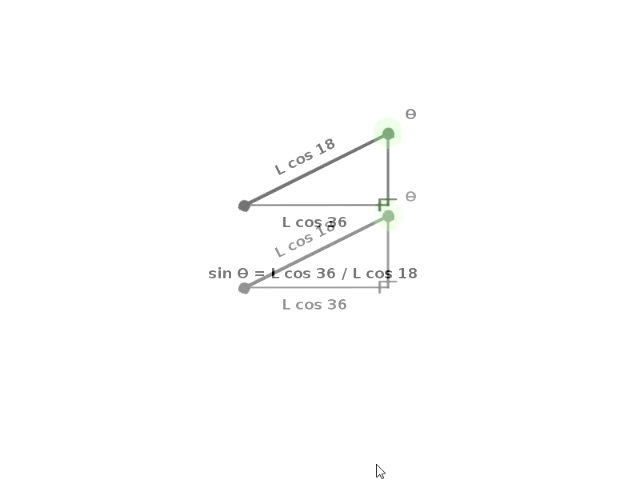 ϴ
L cos 18
ϴ
L cos 36
L cos 18
sin ϴ = L cos 36 / L cos 18
L cos 36